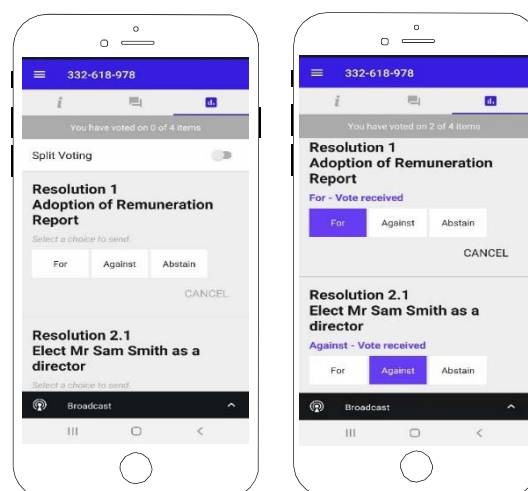 332-618-978
You have voted on 0 of 4 items
Split Voting
Resolution 1
Adoption of Remuneration
Report
Select a choice to send.
For Against Abstain
CANCEL
Resolution 2.1
Elect Mr Sam Smith as a
director
Select a choice to send.
Broadcast
332-618-978
You have voted on 2 of 4 items
Resolution 1
Adoption of Remuneration
Report
For - Vote received
For Against Abstain
CANCEL
Resolution 2.1
Elect Mr Sam Smith as a
director
Against - Vote received
For Against Abstain
Broadcast